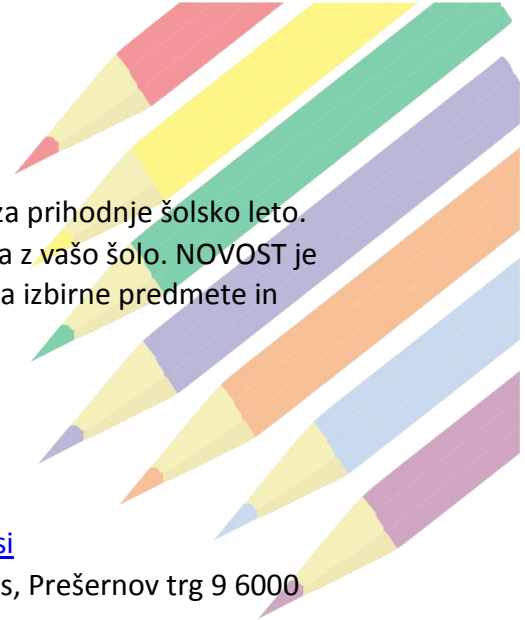 za prihodnje šolsko leto.
a z vašo šolo. NOVOST je
a izbirne predmete in
si
s, Prešernov trg 9 6000